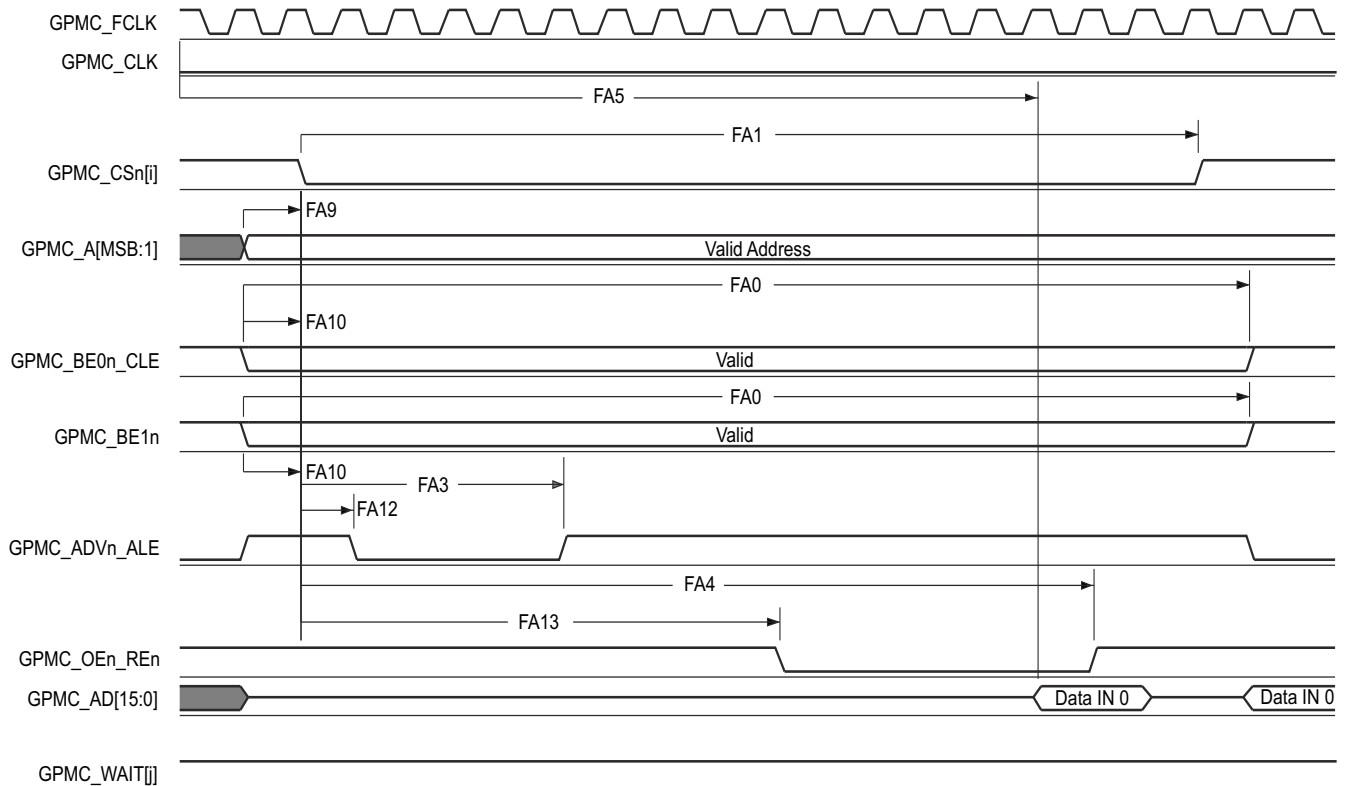 GPMC_FCLK
GPMC_CLK
FA5
FA1
GPMC_CSn[i]
FA9
GPMC_A[MSB:1]
Valid Address
FA0
FA10
GPMC_BE0n_CLE
Valid
FA0
GPMC_BE1n
Valid
FA10
FA3
FA12
GPMC_ADVn_ALE
FA4
FA13
GPMC_OEn_REn
GPMC_AD[15:0]
Data IN 0
Data IN 0
GPMC_WAIT[j]